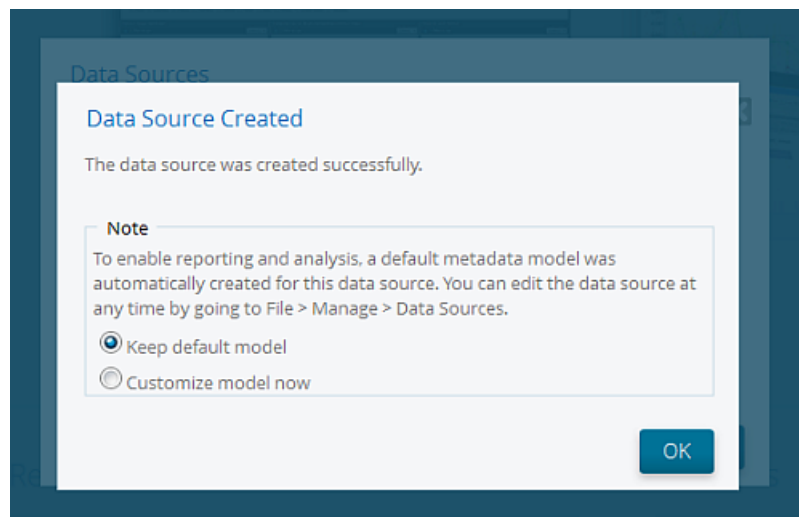 Data Sources
Data Source Created
The data source was created successfully.
Note
To enable reporting and analysis, a default metadata model was
automatically created for this data source. You can edit the data source at
any time by going to File > Manage > Data Sources.
Keep default model
Customize model now
OK